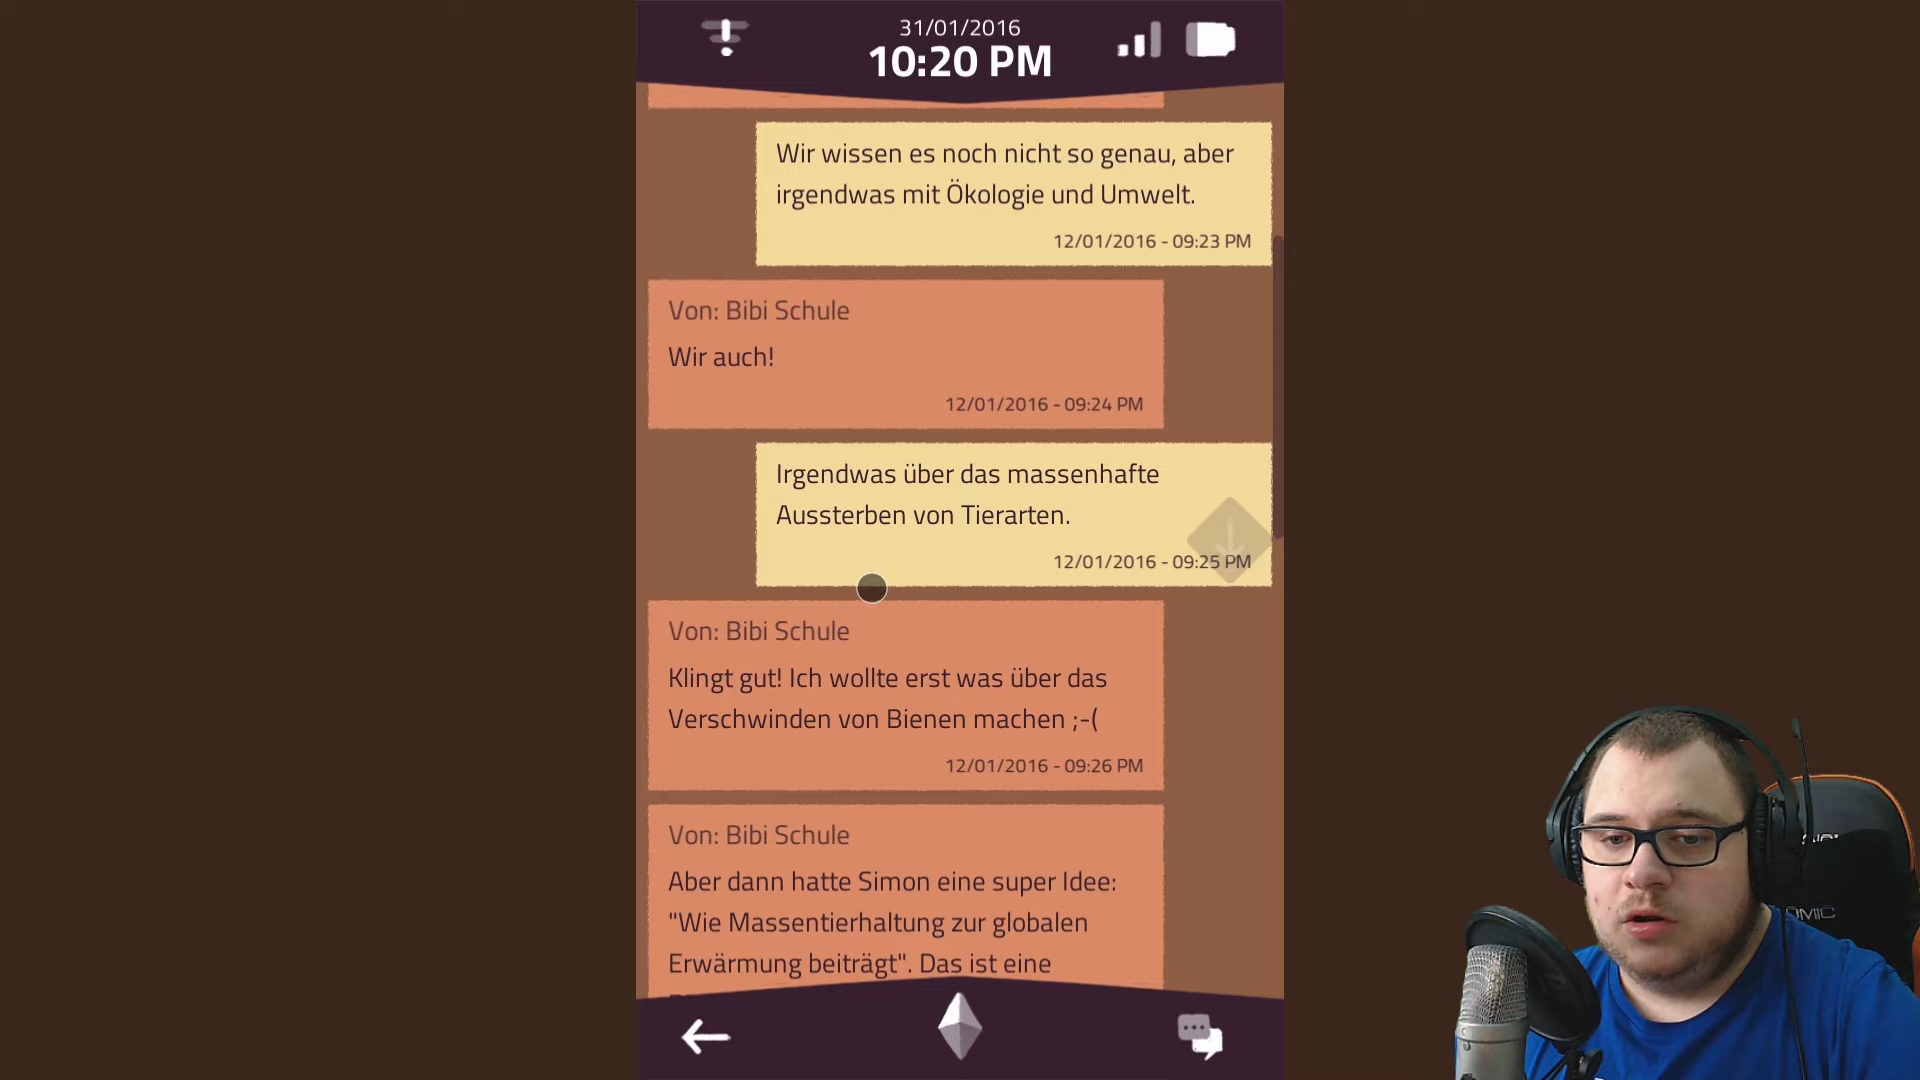 31/01/2016
10:20 PM
Wir wissen es noch nicht so genau, aber
irgendwas mit Ökologie und Umwelt.
12/01/2016 - 09:23 PM
Von: Bibi Schule
Wir auch!
12/01/2016 - 09:24 PM
Irgendwas über das massenhafte
Aussterben von Tierarten.
12/01/2016 - 09:25 PM
Von: Bibi Schule
Klingt gut! Ich wollte erst was über das
Verschwinden von Bienen machen ;-(
12/01/2016 - 09:26 PM
Von: Bibi Schule
Aber dann hatte Simon eine super Idee:
"Wie Massentierhaltung zur globalen
Erwärmung beiträgt". Das ist eine